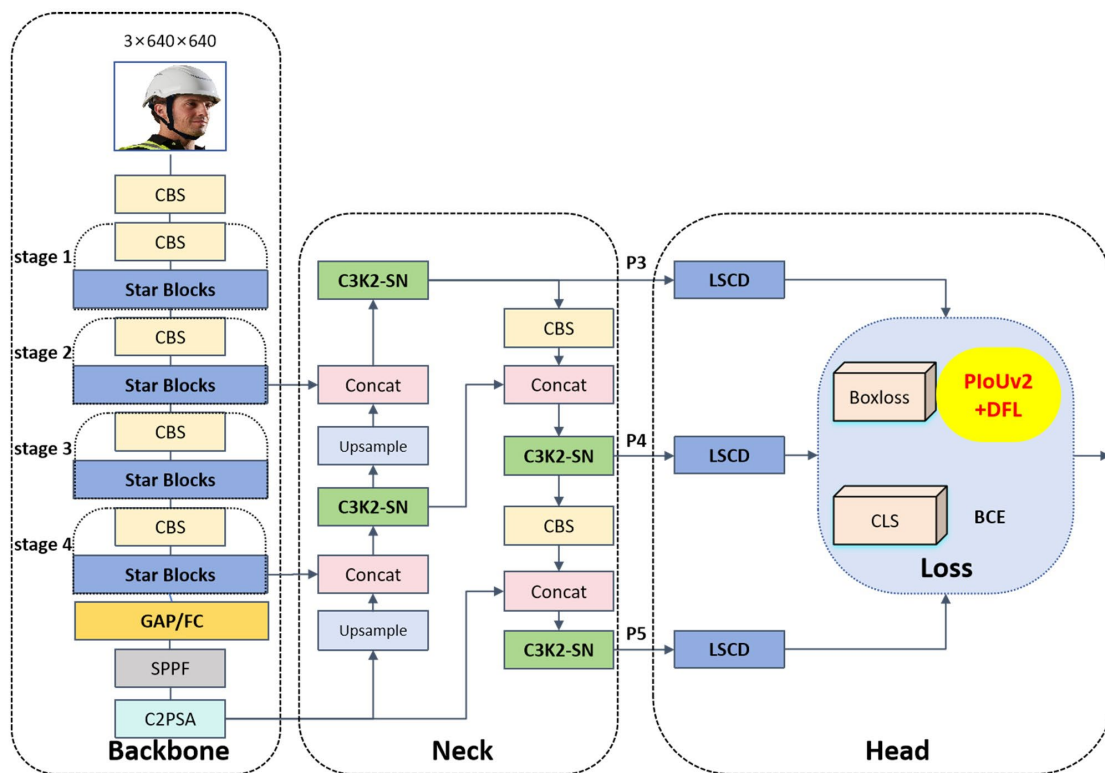 3×640×640
CBS
stage 1
CBS
Star Blocks
stage 2
CBS
Star Blocks
stage 3
CBS
Star Blocks
stage 4
CBS
Star Blocks
GAP/FC
SPPF
C2PSA
Backbone
C3K2-SN
Concat
Upsample
C3K2-SN
Concat
Upsample
CBS
Concat
C3K2-SN
CBS
Concat
C3K2-SN
Neck
P3
P4
P5
LSCD
LSCD
LSCD
Boxloss
PIoUv2
+DFL
CLS
BCE
Loss
Head